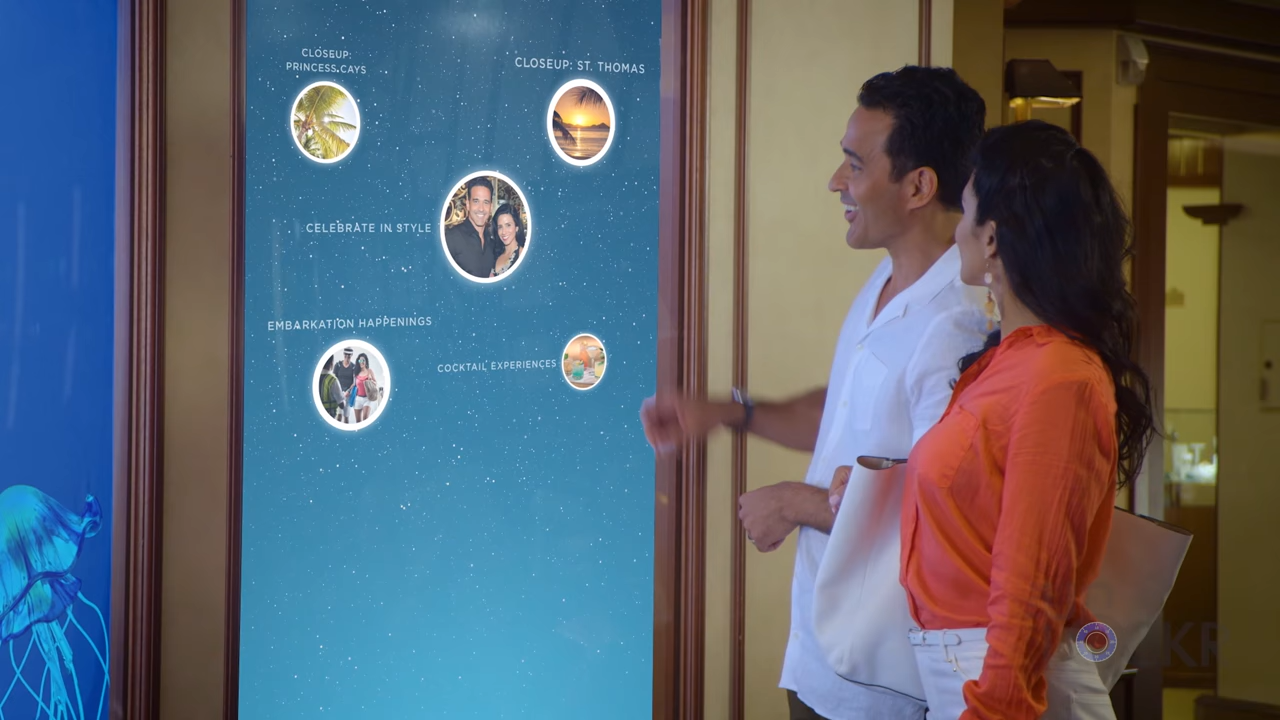 CLOSEUP:
PRINCESS CAYS
CLOSEUP: ST. THOMAS
CELEBRATE IN STYLE
EMBARKATION HAPPENINGS
COCKTAIL EXPERIENCES